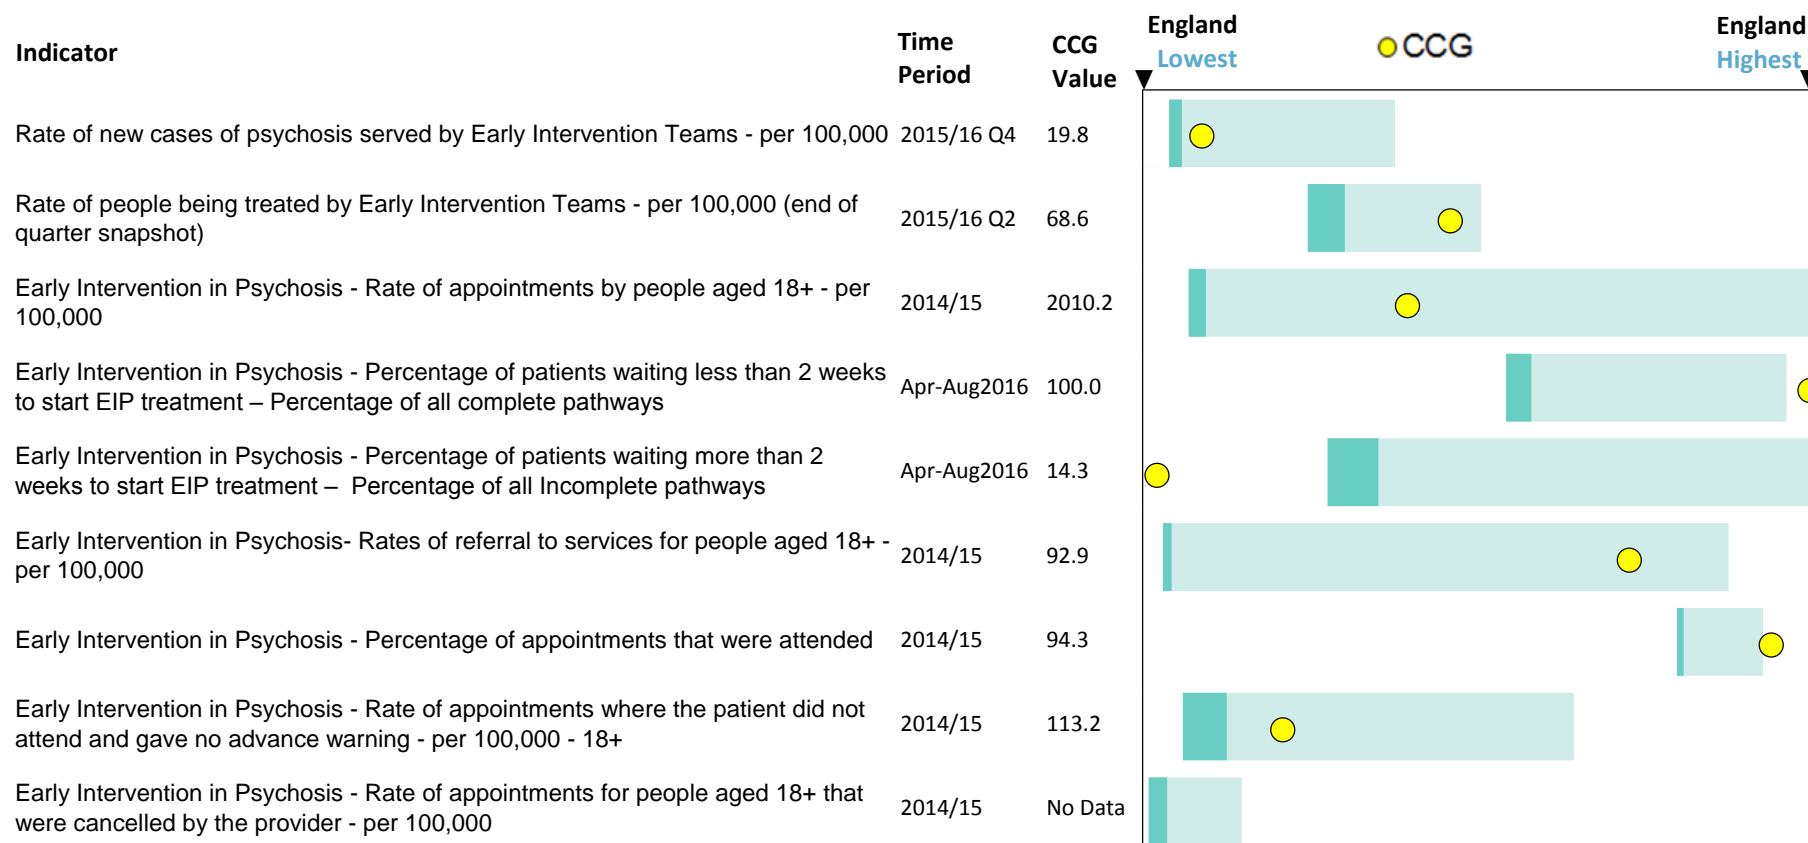 Indicator
Time
Period
CCG
Value
England
Lowest
CCG
England
Highest
Rate of new cases of psychosis served by Early Intervention Teams - per 100,000 2015/16 Q4 19.8
Rate of people being treated by Early Intervention Teams - per 100,000 (end of
quarter snapshot)
2015/16 Q2 68.6
Early Intervention in Psychosis - Rate of appointments by people aged 18+ - per
100,000
2014/15 2010.2
Early Intervention in Psychosis - Percentage of patients waiting less than 2 weeks
to start EIP treatment – Percentage of all complete pathways
Apr-Aug2016 100.0
Early Intervention in Psychosis - Percentage of patients waiting more than 2
weeks to start EIP treatment – Percentage of all Incomplete pathways
Apr-Aug2016 14.3
Early Intervention in Psychosis- Rates of referral to services for people aged 18+ -
per 100,000
2014/15 92.9
Early Intervention in Psychosis - Percentage of appointments that were attended 2014/15 94.3
Early Intervention in Psychosis - Rate of appointments where the patient did not
attend and gave no advance warning - per 100,000 - 18+
2014/15 113.2
Early Intervention in Psychosis - Rate of appointments for people aged 18+ that
were cancelled by the provider - per 100,000
2014/15 No Data